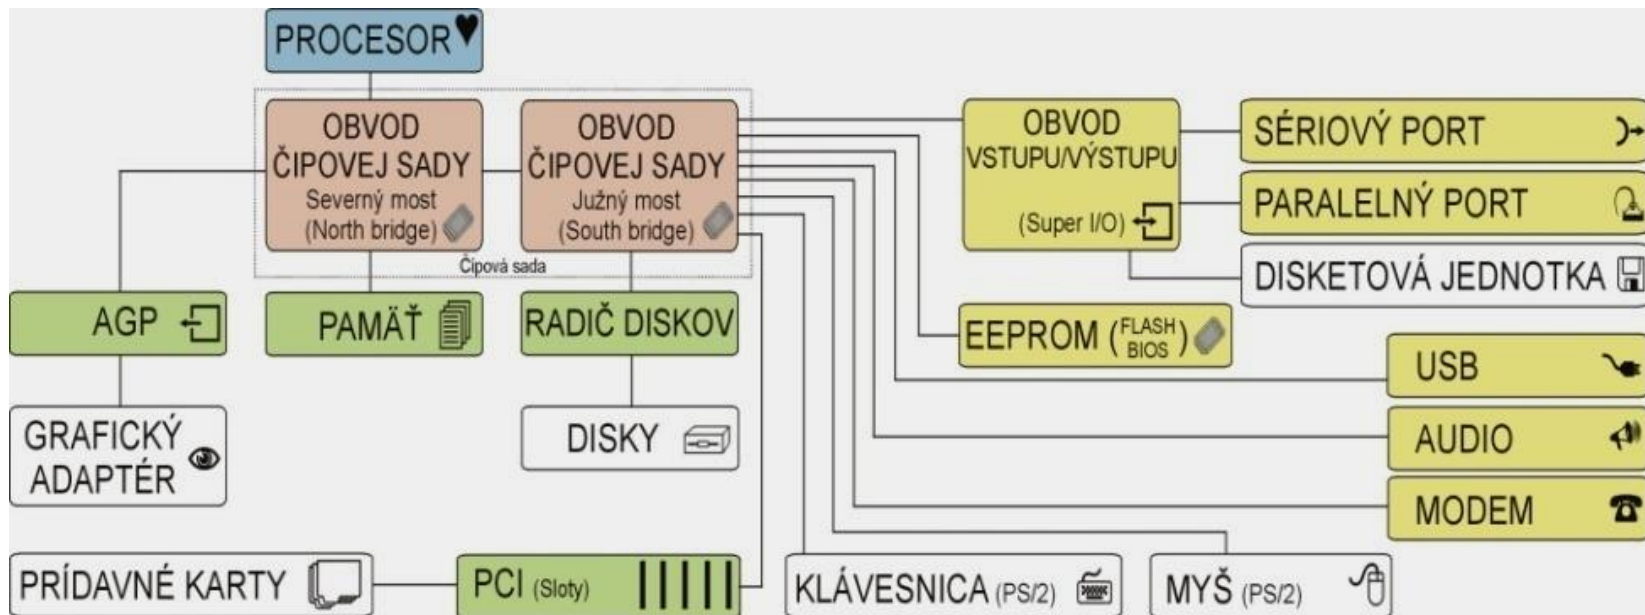 PROCESOR
OBVOD
ČIPOVEJ SADY
Severný most
(North bridge)
OBVOD
ČIPOVEJ SADY
Južný most
(South bridge)
Čipová sada
OBVOD
VSTUPU/VÝSTUPU
(Super I/O)
SÉRIOVÝ PORT
PARALELNÝ PORT
DISKETOVÁ JEDNOTKA
AGP
PAMÄŤ
RADIČ DISKOV
EEPROM (FLASH BIOS)
USB
GRAFICKÝ
ADAPTÉR
DISKY
AUDIO
MODEM
PRÍDAVNÉ KARTY
PCI (Sloty)
KLÁVESNICA (PS/2)
MYŠ (PS/2)